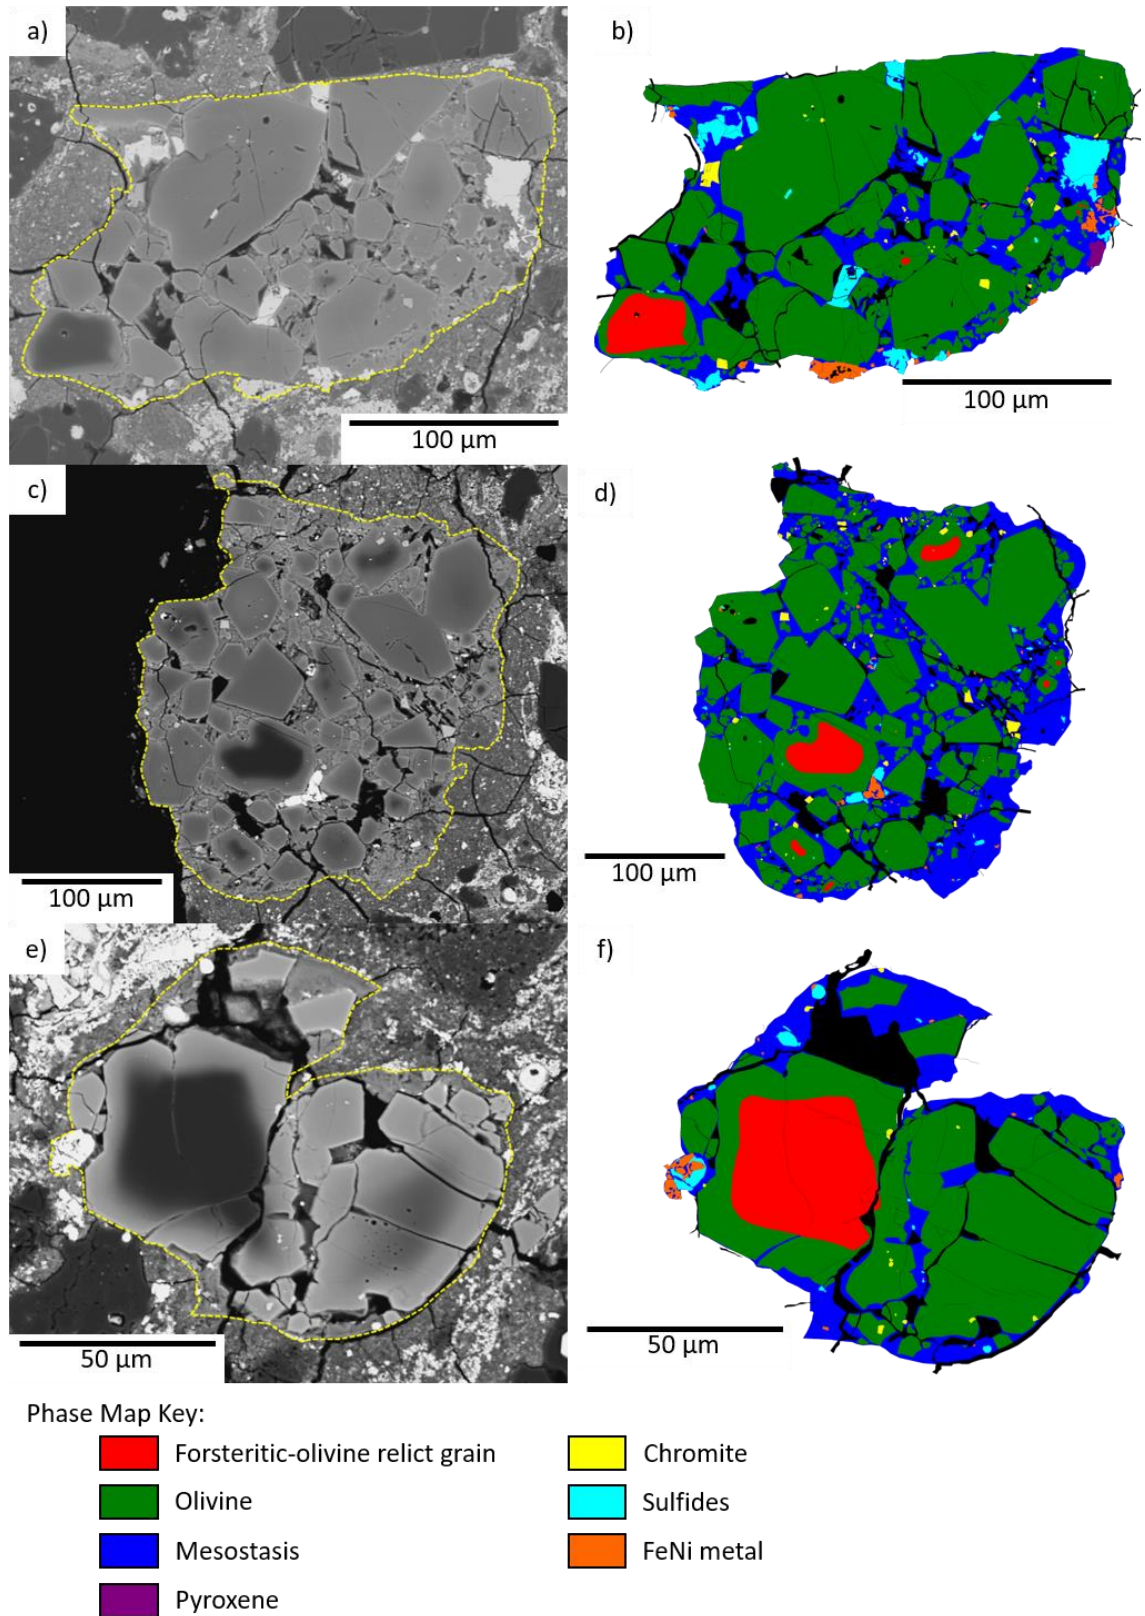 a)
b)
100 µm
100 µm
c)
d)
100 µm
100 µm
e)
f)
50 µm
50 µm
Phase Map Key:
Forsteritic-olivine relict grain
Chromite
Olivine
Sulfides
Mesostasis
FeNi metal
Pyroxene